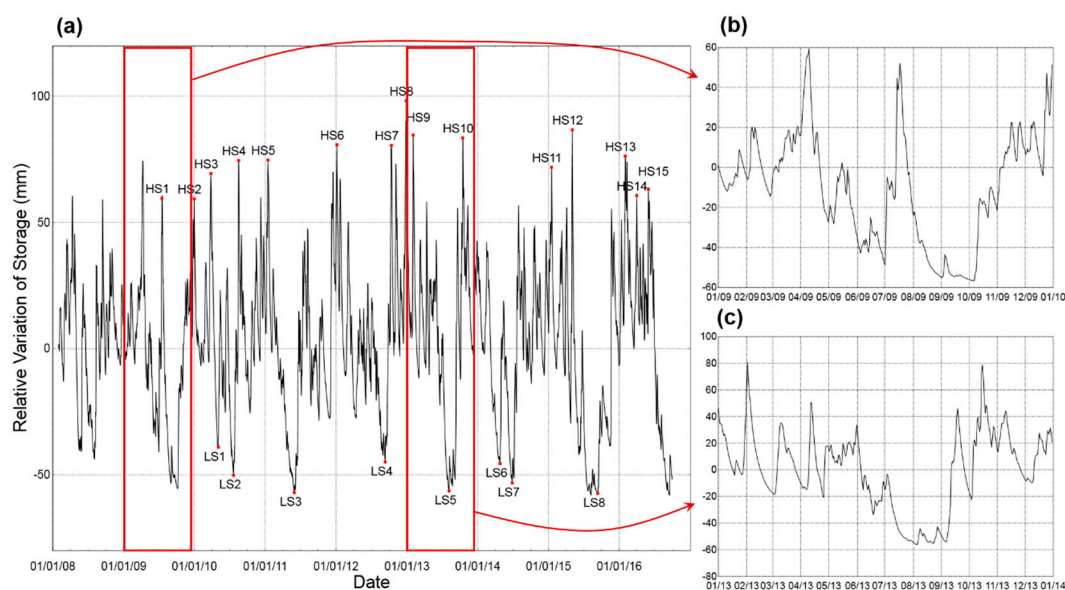 (a)
Relative Variation of Storage (mm)
100
50
0
-50
HS1
HS2
HS3
HS4
HS5
HS6
HS7
HS8
HS9
HS10
HS11
HS12
HS13
HS14
HS15
LS1
LS2
LS3
LS4
LS5
LS6
LS7
LS8
01/01/08 01/01/09 01/01/10 01/01/11 01/01/12 01/01/13 01/01/14 01/01/15 01/01/16
Date
(b)
60
40
20
0
-20
-40
-60
01/09 02/09 03/09 04/09 05/09 06/09 07/09 08/09 09/09 10/09 11/09 12/09 01/10
(c)
100
80
60
40
20
0
-20
-40
-60
-80
01/13 02/13 03/13 04/13 05/13 06/13 07/13 08/13 09/13 10/13 11/13 12/13 01/14